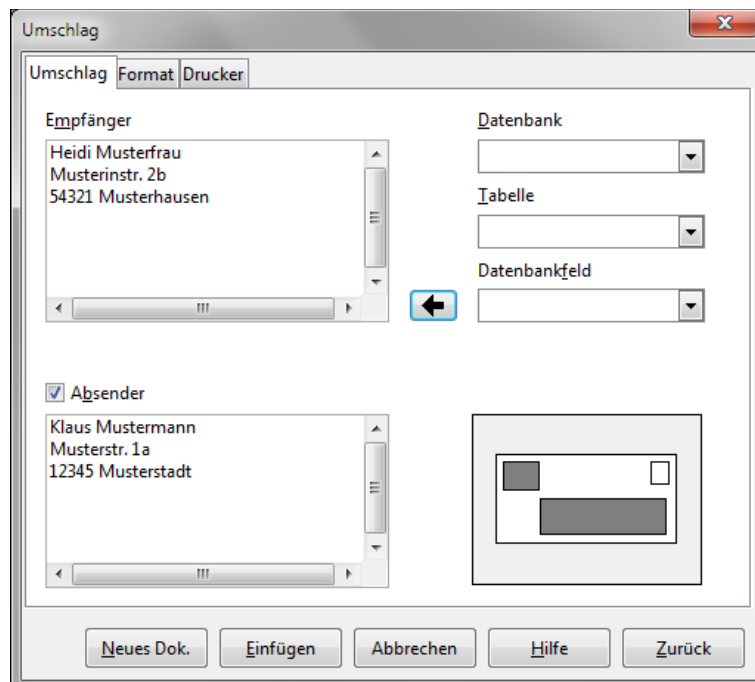 Umschlag
Umschlag Format Drucker
Empfänger
Heidi Musterfrau
Musterinstr. 2b
54321 Musterhausen
Datenbank
Tabelle
Datenbankfeld
Absender
Klaus Mustermann
Musterstr. 1a
12345 Musterstadt
Neues Dok. Einfügen Abbrechen Hilfe Zurück